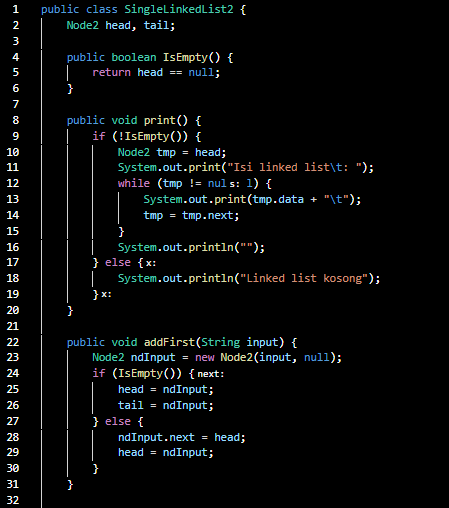 1 public class SingleLinkedList2 {
2 Node2 head, tail;
3
4 public boolean IsEmpty() {
5 return head == null;
6 }
7
8 public void print() {
9 if (!IsEmpty()) {
10 Node2 tmp = head;
11 System.out.print("Isi linked list\t: ");
12 while (tmp != nul s: l) {
13 System.out.print(tmp.data + "\t");
14 tmp = tmp.next;
15 }
16 System.out.println("");
17 } else { x:
18 System.out.println("Linked list kosong");
19 } x:
20 }
21
22 public void addFirst(String input) {
23 Node2 ndInput = new Node2(input, null);
24 if (IsEmpty()) { next:
25 head = ndInput;
26 tail = ndInput;
27 } else {
28 ndInput.next = head;
29 head = ndInput;
30 }
31 }
32